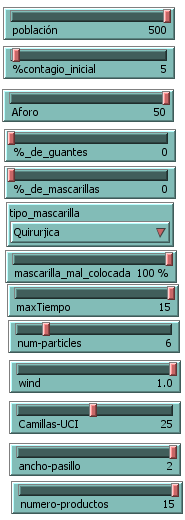 población 500
%contagio_inicial 5
Aforo 50
%_de_guantes 0
%_de_mascarillas 0
tipo_mascarilla
Quirurjica
mascarilla_mal_colocada 100 %
maxTiempo 15
num-particles 6
wind 1.0
Camillas-UCI 25
ancho-pasillo 2
numero-productos 15